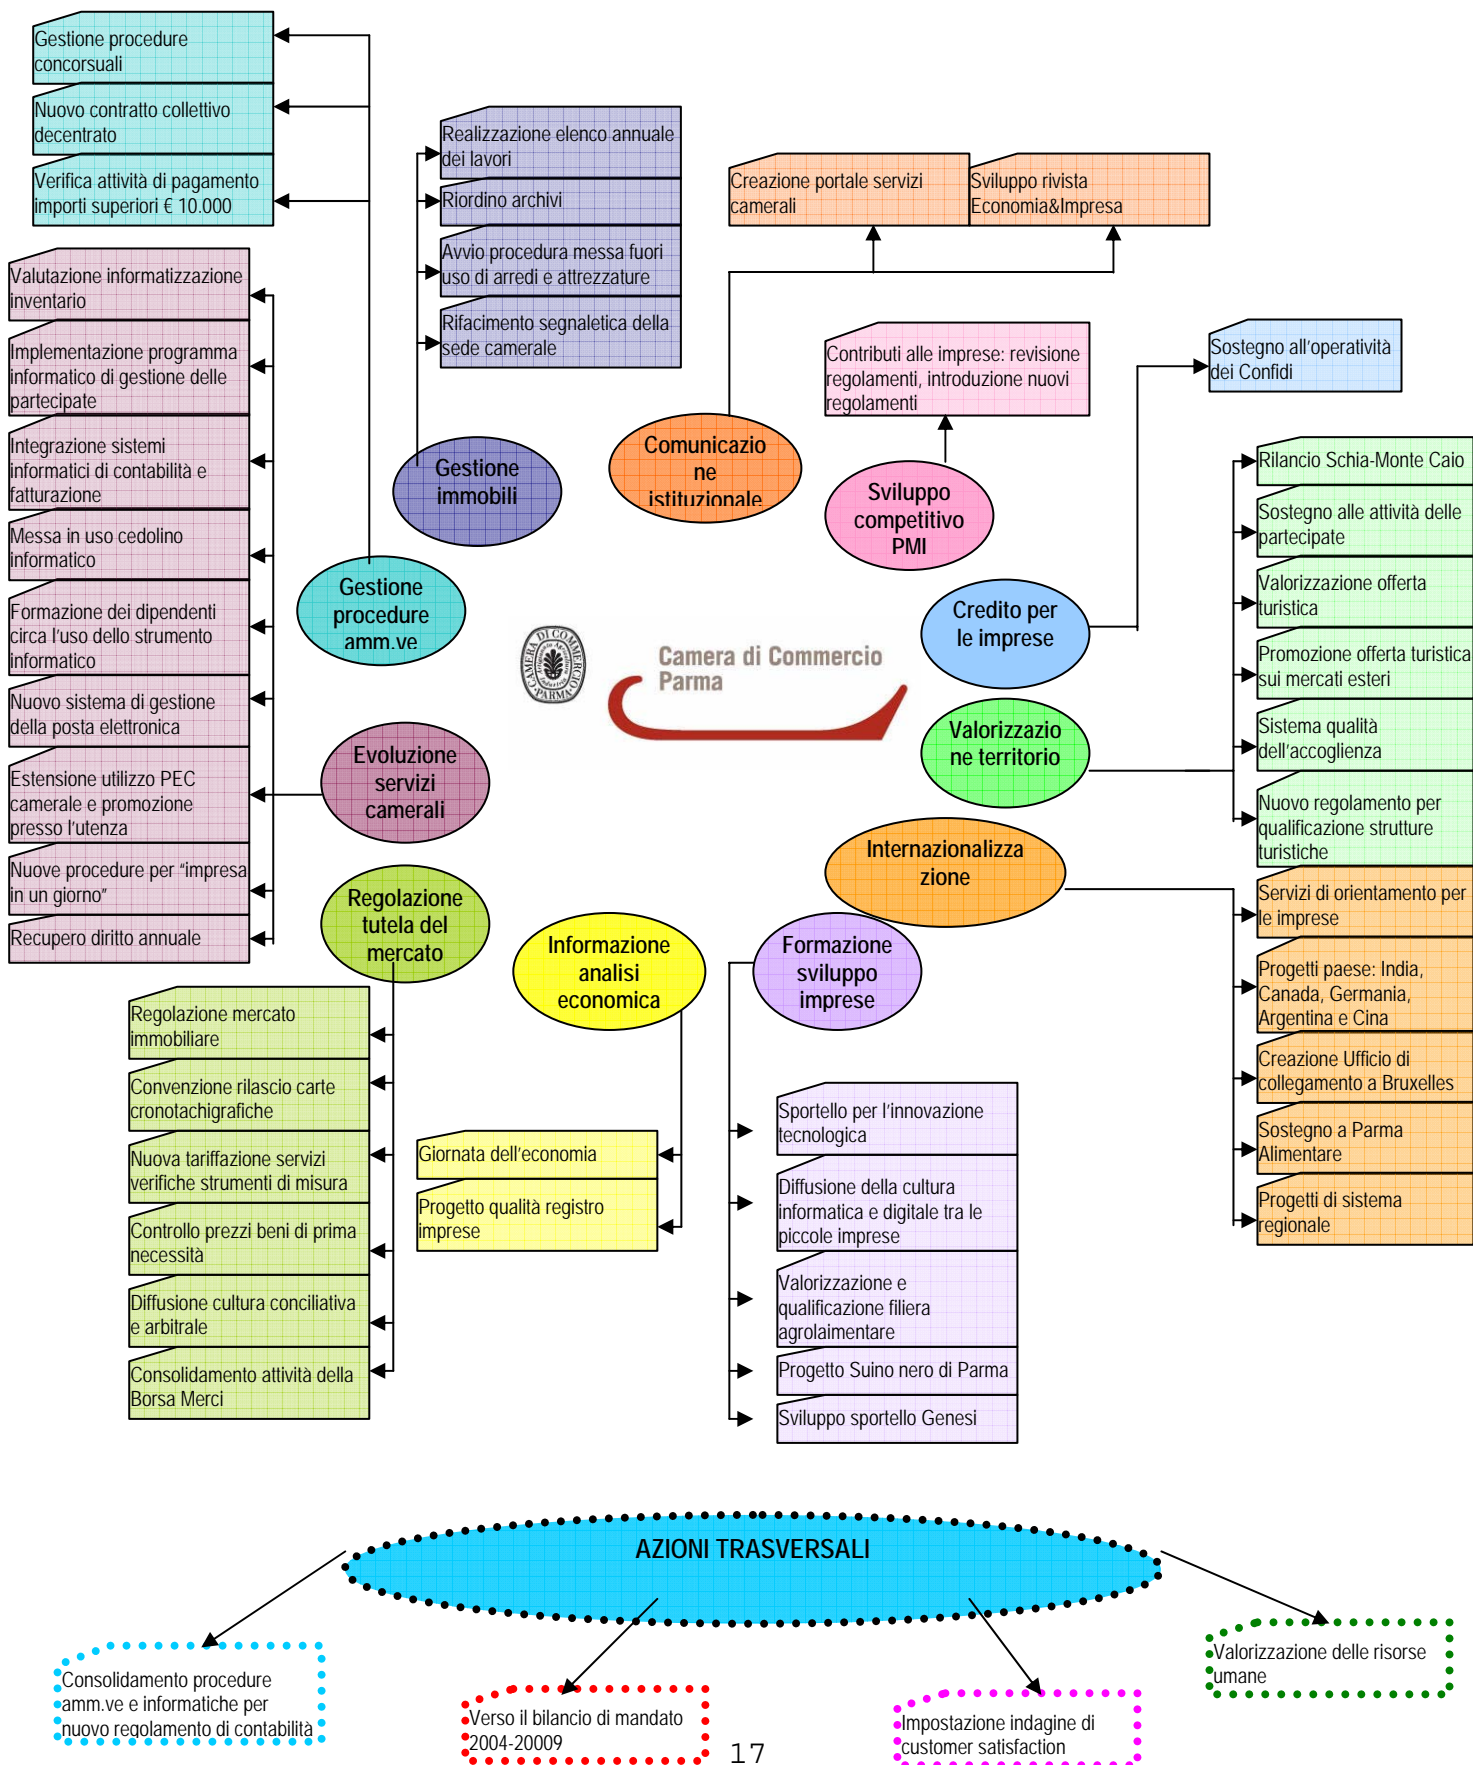 Gestione procedure
concorsuali
Nuovo contratto collettivo
decentrato
Verifica attività di pagamento
importi superiori € 10.000
Realizzazione elenco annuale
dei lavori
Riordino archivi
Avvio procedura messa fuori
uso di arredi e attrezzature
Rifacimento segnaletica della
sede camerale
Creazione portale servizi
camerali
Sviluppo rivista
Economia&Impresa
Contributi alle imprese: revisione
regolamenti, introduzione nuovi
regolamenti
Sostegno all'operatività
dei Confidi
Valutazione informatizzazione
inventario
Implementazione programma
informatico di gestione delle
partecipate
Integrazione sistemi
informatici di contabilità e
fatturazione
Messa in uso cedolino
informatico
Formazione dei dipendenti
circa l'uso dello strumento
informatico
Nuovo sistema di gestione
della posta elettronica
Estensione utilizzo PEC
camerale e promozione
presso l'utenza
Nuove procedure per "impresa
in un giorno"
Recupero diritto annuale
Gestione
immobili
Comunicazio
ne
istituzionale
Sviluppo
competitivo
PMI
Gestione
procedure
amm.ve
Credito per
le imprese
CAMERA DI COMMERCIO
PARMA
Camera di Commercio
Parma
Evoluzione
servizi
camerali
Valorizzazio
ne territorio
Internazionalizza
zione
Regolazione
tutela del
mercato
Informazione
analisi
economica
Formazione
sviluppo
imprese
Rilancio Schia-Monte Caio
Sostegno alle attività delle
partecipate
Valorizzazione offerta
turistica
Promozione offerta turistica
sui mercati esteri
Sistema qualità
dell'accoglienza
Nuovo regolamento per
qualificazione strutture
turistiche
Servizi di orientamento per
le imprese
Progetti paese: India,
Canada, Germania,
Argentina e Cina
Creazione Ufficio di
collegamento a Bruxelles
Sostegno a Parma
Alimentare
Progetti di sistema
regionale
Regolazione mercato
immobiliare
Convenzione rilascio carte
cronotachigrafiche
Nuova tariffazione servizi
verifiche strumenti di misura
Controllo prezzi beni di prima
necessità
Diffusione cultura conciliativa
e arbitrale
Consolidamento attività della
Borsa Merci
Giornata dell'economia
Progetto qualità registro
imprese
Sportello per l'innovazione
tecnologica
Diffusione della cultura
informatica e digitale tra le
piccole imprese
Valorizzazione e
qualificazione filiera
agrolaimentare
Progetto Suino nero di Parma
Sviluppo sportello Genesi
AZIONI TRASVERSALI
Consolidamento procedure
amm.ve e informatiche per
nuovo regolamento di contabilità
Verso il bilancio di mandato
2004-20009
Impostazione indagine di
customer satisfaction
Valorizzazione delle risorse
umane
17